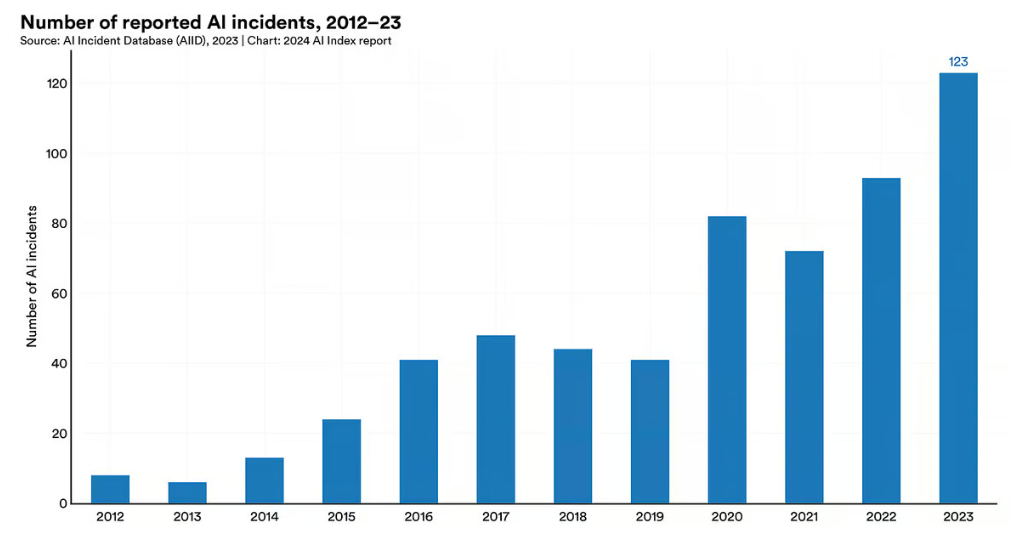 Number of reported AI incidents, 2012–23
Source: AI Incident Database (AIID), 2023 | Chart: 2024 AI Index report
123
120
100
80
60
40
20
0
Number of AI incidents
2012 2013 2014 2015 2016 2017 2018 2019 2020 2021 2022 2023